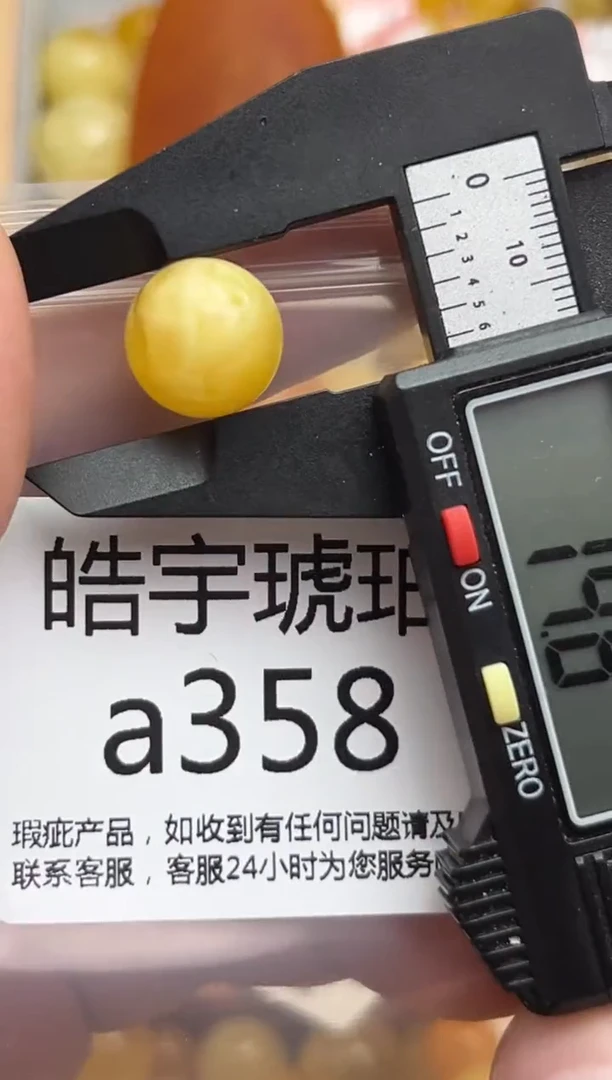 0
1
2
3
4
5
6
10
OFF
ON
ZERO
皓宇琥珀
a358
瑕疵产品，如收到有任何问题请及
联系客服，客服24小时为您服务